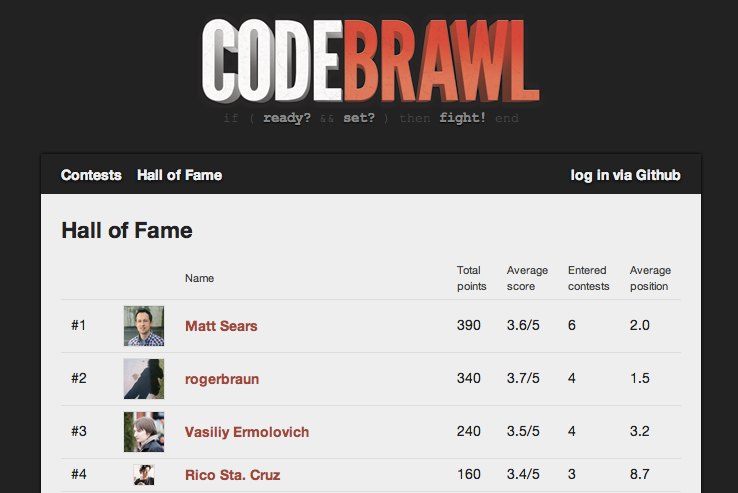 CODEBRAWL
if ( ready? && set? ) then fight! end
Contests Hall of Fame log in via Github
Hall of Fame
Name Total points Average score Entered contests Average position
#1 Matt Sears 390 3.6/5 6 2.0
#2 rogerbraun 340 3.7/5 4 1.5
#3 Vasiliy Ermolovich 240 3.5/5 4 3.2
#4 Rico Sta. Cruz 160 3.4/5 3 8.7